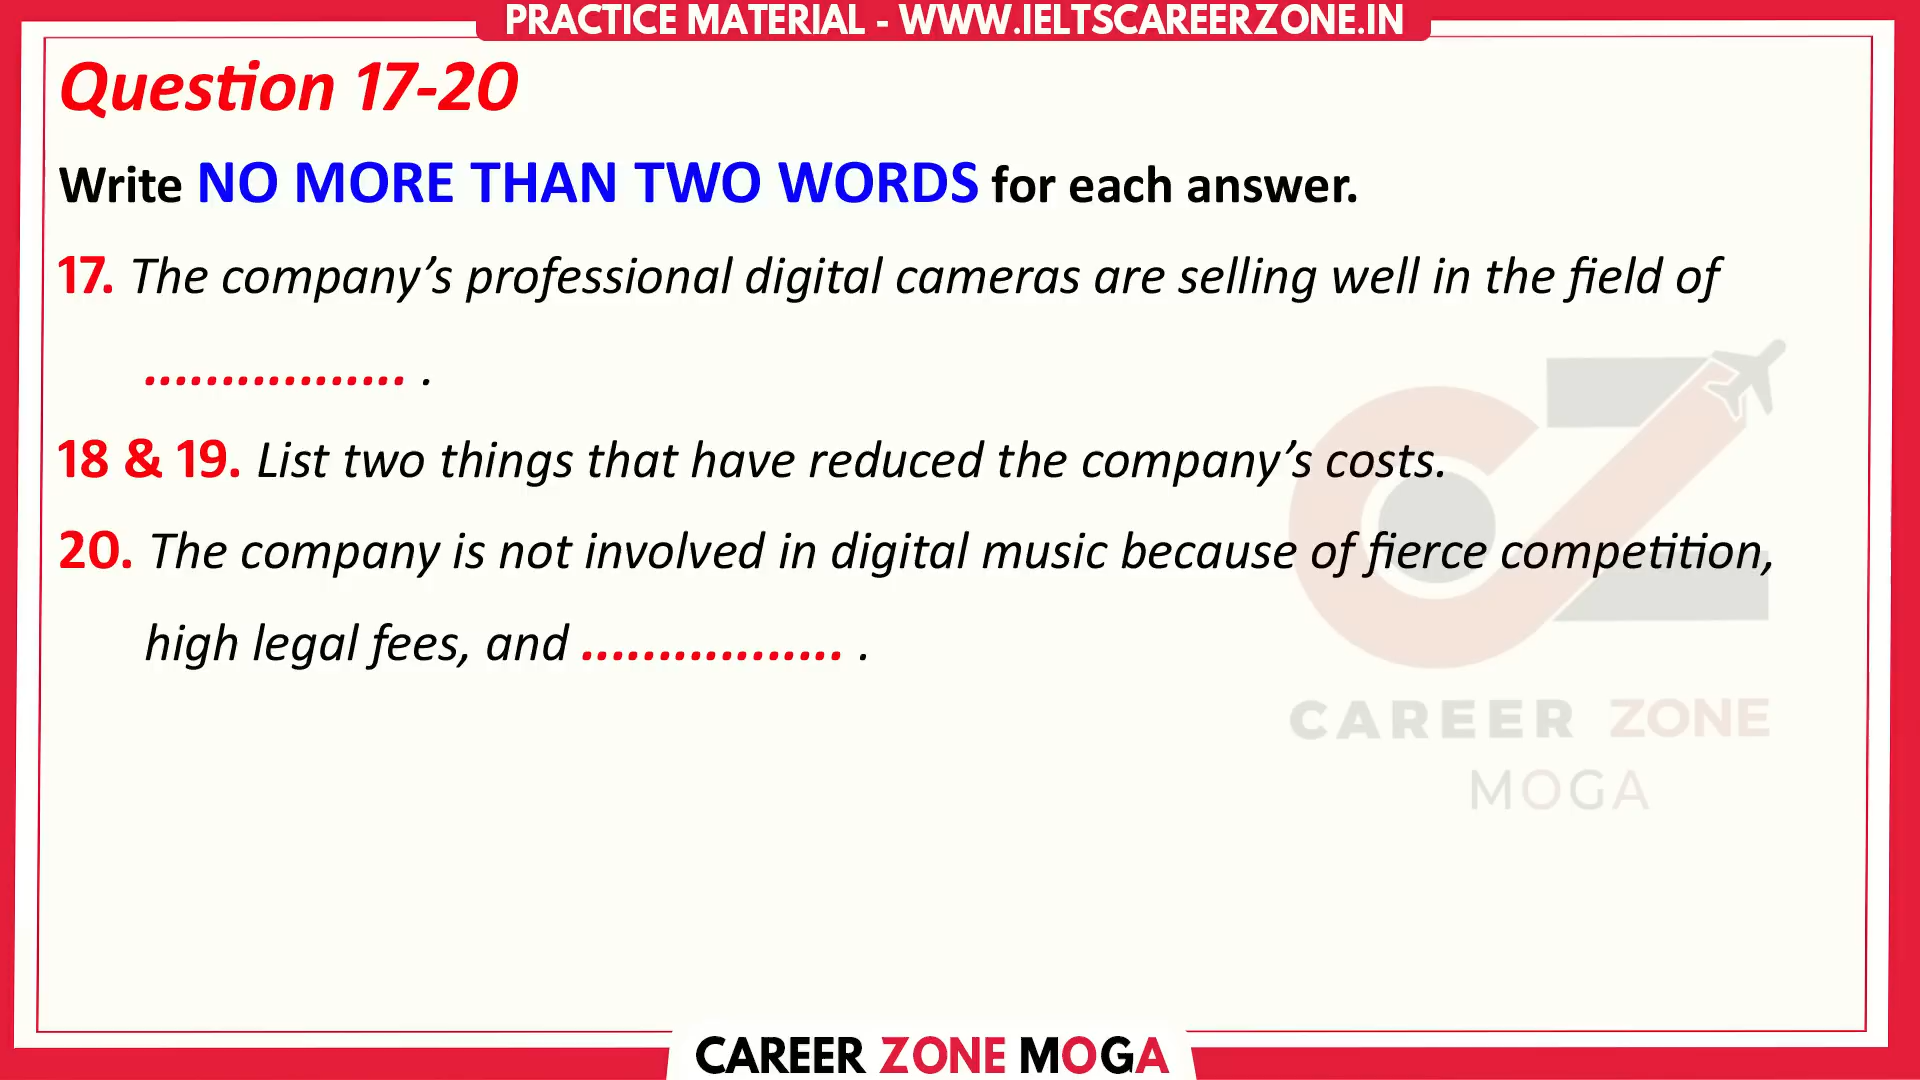 PRACTICE MATERIAL - WWW.IELTSCAREERZONE.IN
Question 17-20
Write NO MORE THAN TWO WORDS for each answer.
17. The company’s professional digital cameras are selling well in the field of
................. .
18 & 19. List two things that have reduced the company’s costs.
20. The company is not involved in digital music because of fierce competition,
high legal fees, and ................. .
CAREER ZONE
MOGA
CAREER ZONE MOGA